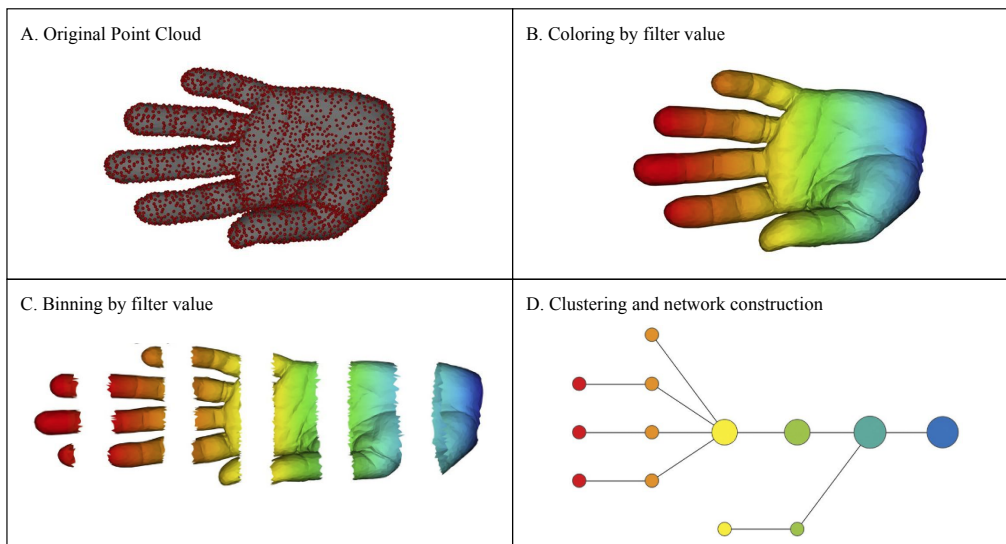 A. Original Point Cloud
B. Coloring by filter value
C. Binning by filter value
D. Clustering and network construction